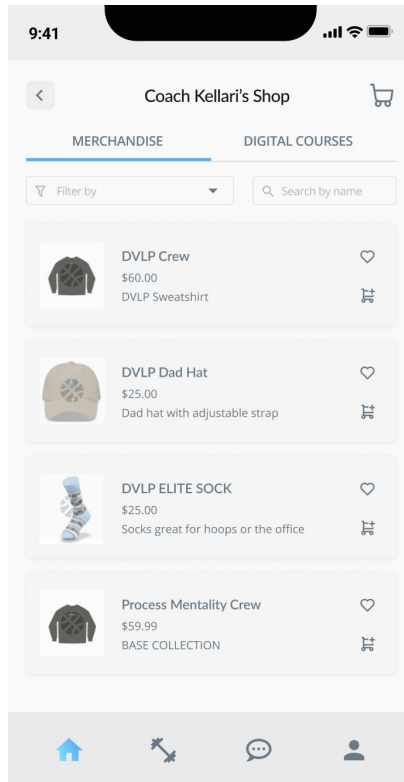 9:41
Coach Kellari's Shop
MERCHANDISE DIGITAL COURSES
Filter by Search by name
DVLP Crew
$60.00
DVLP Sweatshirt
DVLP Dad Hat
$25.00
Dad hat with adjustable strap
DVLP ELITE SOCK
$25.00
Socks great for hoops or the office
Process Mentality Crew
$59.99
BASE COLLECTION